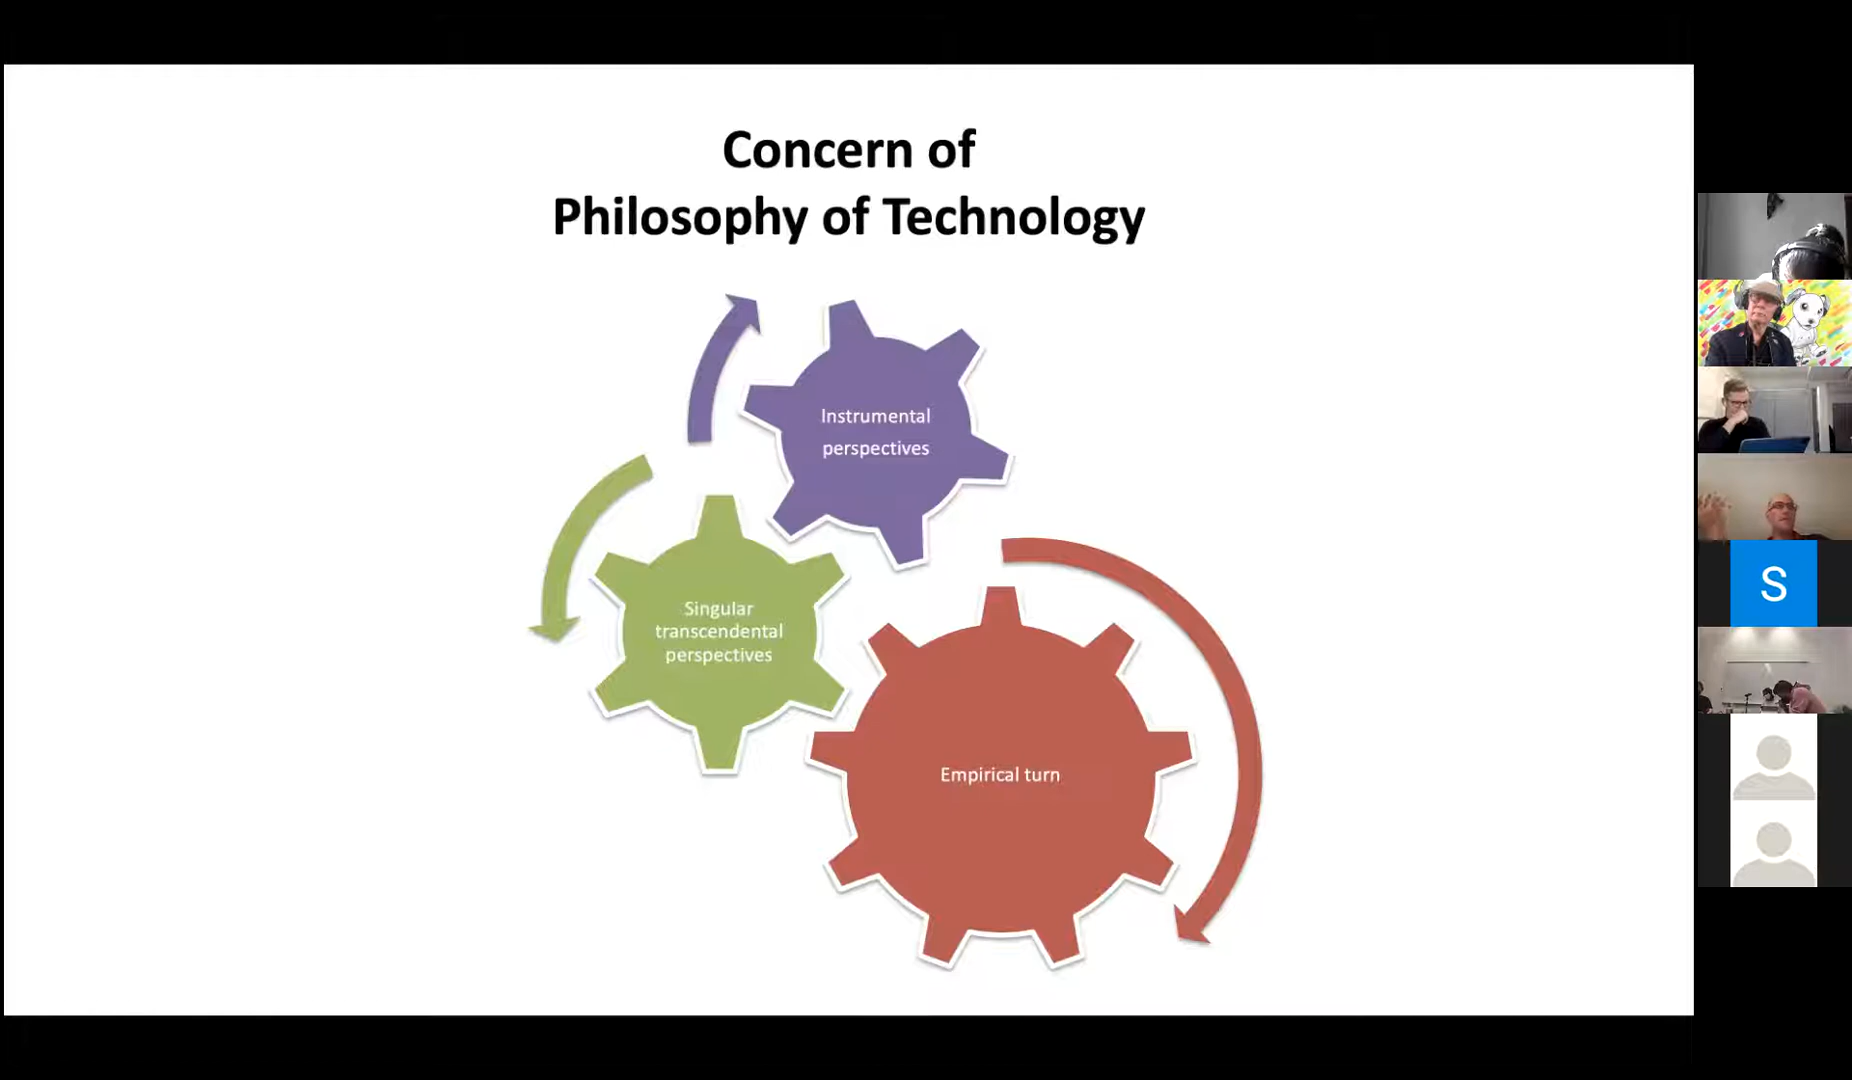 Concern of
Philosophy of Technology
Instrumental
perspectives
Singular
transcendental
perspectives
Empirical turn
S